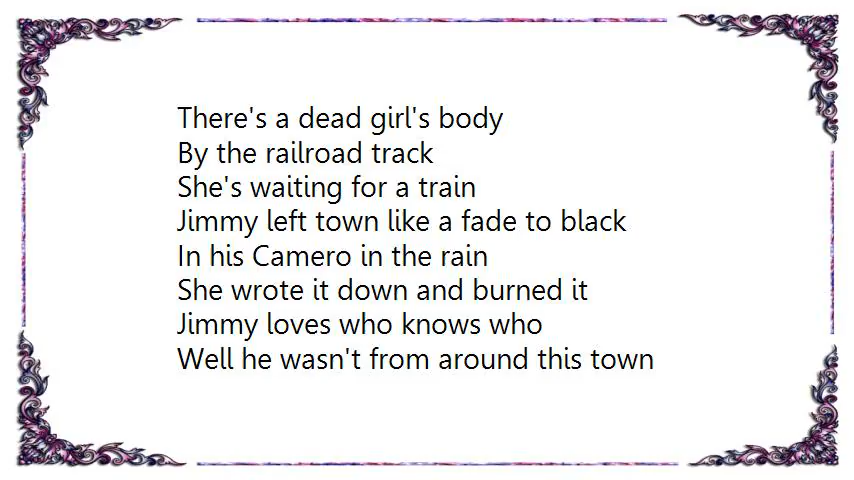 There's a dead girl's body
By the railroad track
She's waiting for a train
Jimmy left town like a fade to black
In his Camero in the rain
She wrote it down and burned it
Jimmy loves who knows who
Well he wasn't from around this town